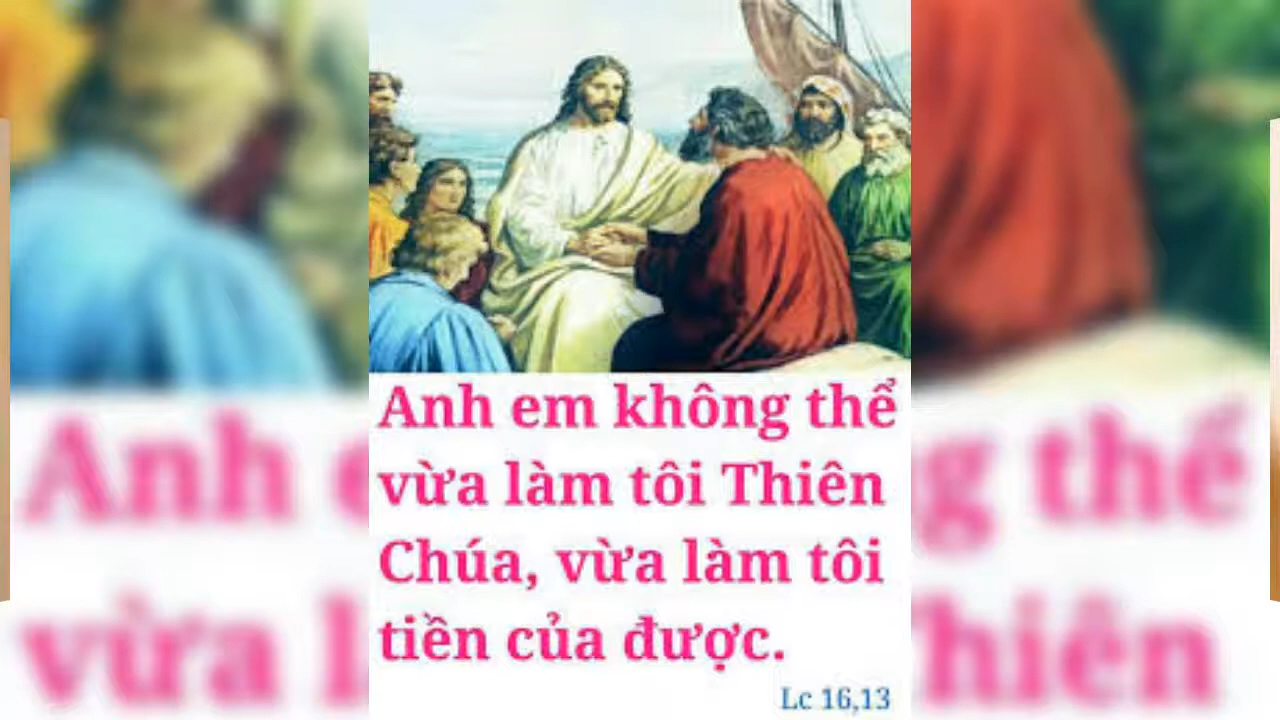 Anh em không thể
vừa làm tôi Thiên
Chúa, vừa làm tôi
tiền của được.
Lc 16,13